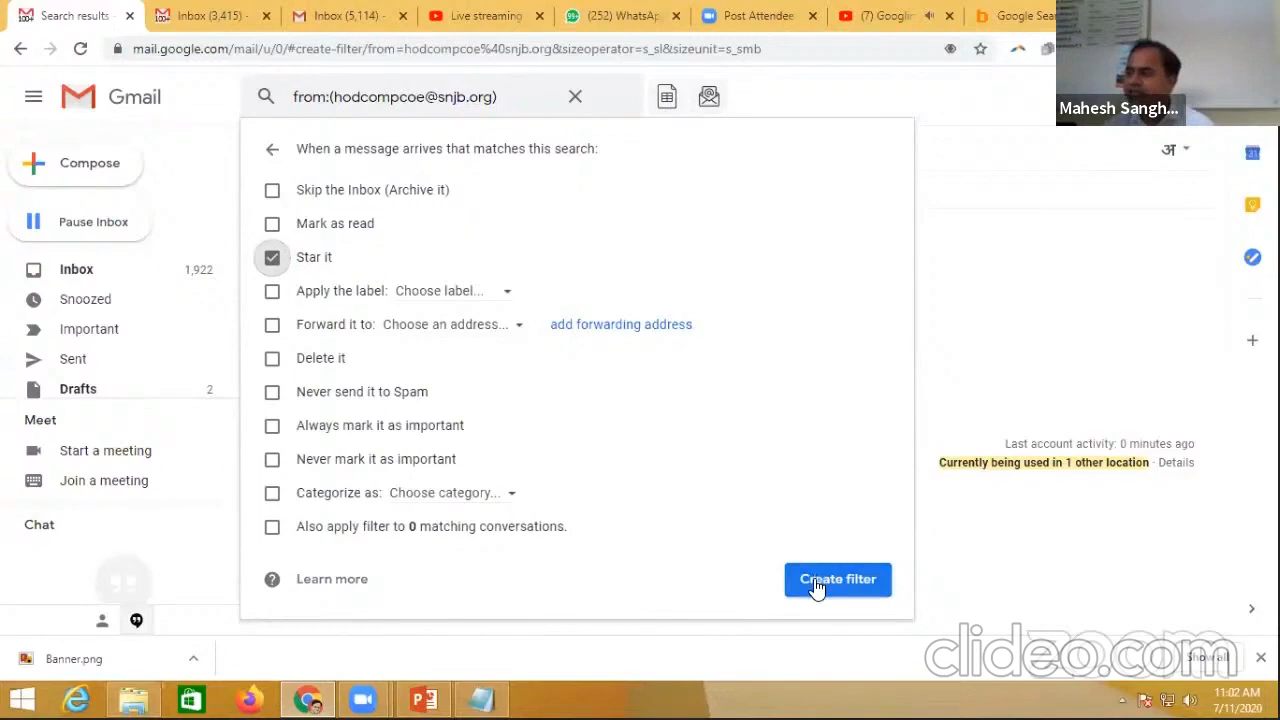 Search results
Inbox (3,415)
Inbox (5,114)
Live streaming
(252) WhatsApp
Post Attendee
(7) Googlin
Google Sea
mail.google.com/mail/u/0/#create-filter/from=hodcompcoe%40snjb.org&sizeoperator=s_sl&sizeunit=s_smb
Mahesh Sangh...
Gmail
from:(hodcompcoe@snjb.org)
Compose
Pause Inbox
Inbox 1,922
Snoozed
Important
Sent
Drafts 2
Meet
Start a meeting
Join a meeting
Chat
When a message arrives that matches this search:
Skip the Inbox (Archive it)
Mark as read
Star it
Apply the label: Choose label...
Forward it to: Choose an address... add forwarding address
Delete it
Never send it to Spam
Always mark it as important
Never mark it as important
Categorize as: Choose category...
Also apply filter to 0 matching conversations.
Learn more
Create filter
अ
31
Last account activity: 0 minutes ago
Currently being used in 1 other location · Details
Banner.png
Show all
zoom
clideo.com
11:02 AM
7/11/2020